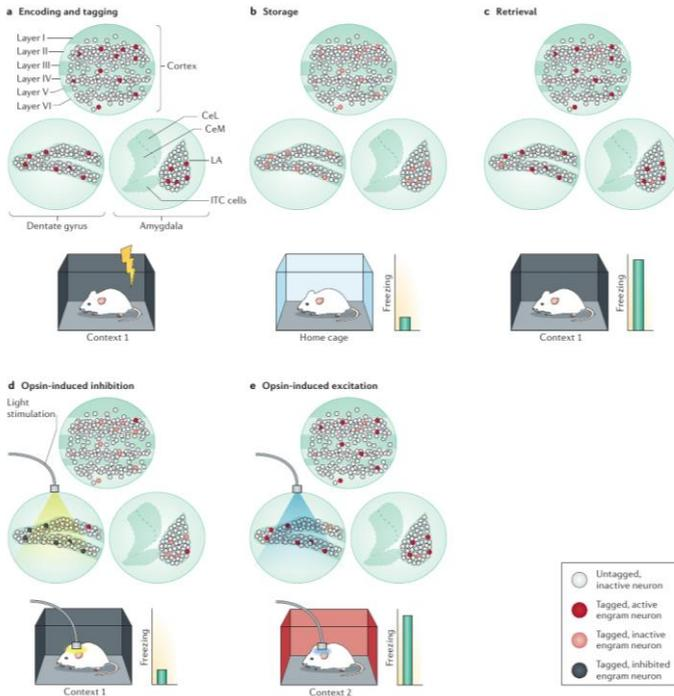 a Encoding and tagging
Layer I
Layer II
Layer III
Layer IV
Layer V
Layer VI
Cortex
CeL
CeM
LA
ITC cells
Dentate gyrus
Amygdala
Context 1
b Storage
Freezing
Home cage
c Retrieval
Freezing
Context 1
d Opsin-induced inhibition
Light
stimulation
Freezing
Context 1
e Opsin-induced excitation
Freezing
Context 2
Untagged,
inactive neuron
Tagged, active
engram neuron
Tagged, inactive
engram neuron
Tagged, inhibited
engram neuron